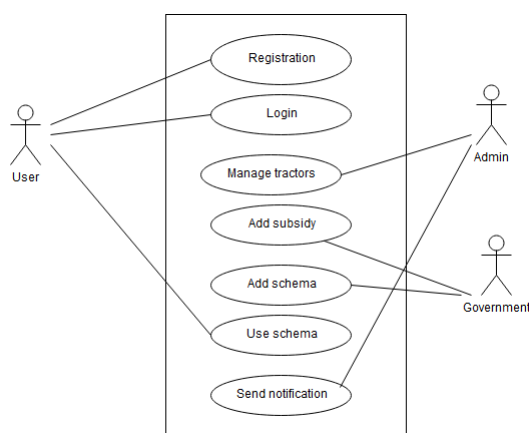 Registration
Login
User
Admin
Manage tractors
Add subsidy
Add schema
Government
Use schema
Send notification